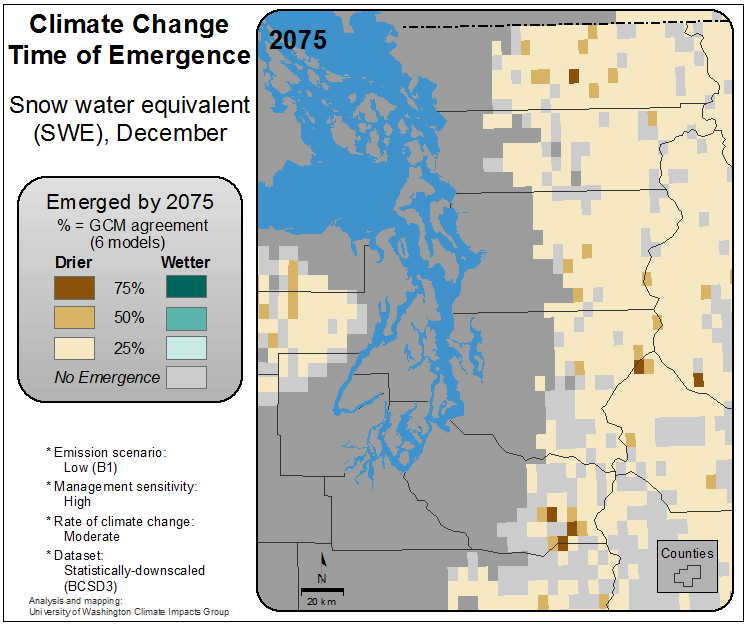 Climate Change
Time of Emergence
Snow water equivalent
(SWE), December
Emerged by 2075
% = GCM agreement
(6 models)
Drier Wetter
75%
50%
25%
No Emergence
* Emission scenario:
Low (B1)
* Management sensitivity:
High
* Rate of climate change:
Moderate
* Dataset:
Statistically-downscaled
(BCSD3)
Analysis and mapping:
University of Washington Climate Impacts Group
2075
N
20 km
Counties